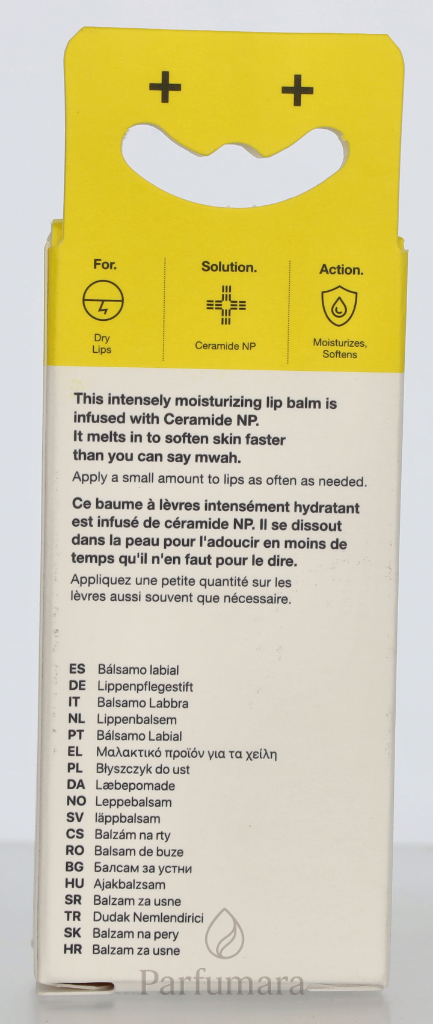 For.
Solution.
Action.
Dry
Lips
Ceramide NP
Moisturizes,
Softens
This intensely moisturizing lip balm is
infused with Ceramide NP.
It melts in to soften skin faster
than you can say mwah.
Apply a small amount to lips as often as needed.
Ce baume à lèvres intensément hydratant
est infusé de céramide NP. Il se dissout
dans la peau pour l'adoucir en moins de
temps qu'il n'en faut pour le dire.
Appliquez une petite quantité sur les
lèvres aussi souvent que nécessaire.
ES Bálsamo labial
DE Lippenpflegestift
IT Balsamo Labbra
NL Lippenbalsem
PT Bálsamo Labial
EL Μαλακτικό προϊόν για τα χείλη
PL Błyszczyk do ust
DA Læbepomade
NO Leppebalsam
SV läppbalsam
CS Balzám na rty
RO Balsam de buze
BG Балсам за устни
HU Ajakbalzsam
SR Balzam za usne
TR Dudak Nemlendirici
SK Balzam na pery
HR Balzam za usne
Parfumara